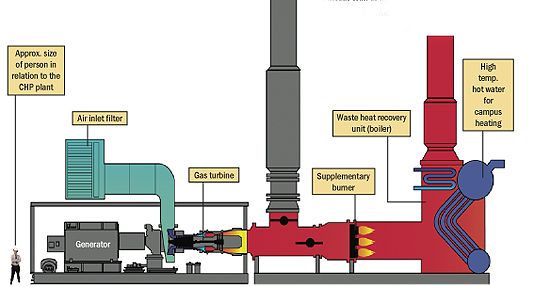 Approx. size
of person in
relation to the
CHP plant
Air inlet filter
Generator
Gas turbine
Supplementary
burner
Waste heat recovery
unit (boiler)
High
temp.
hot water
for
campus
heating